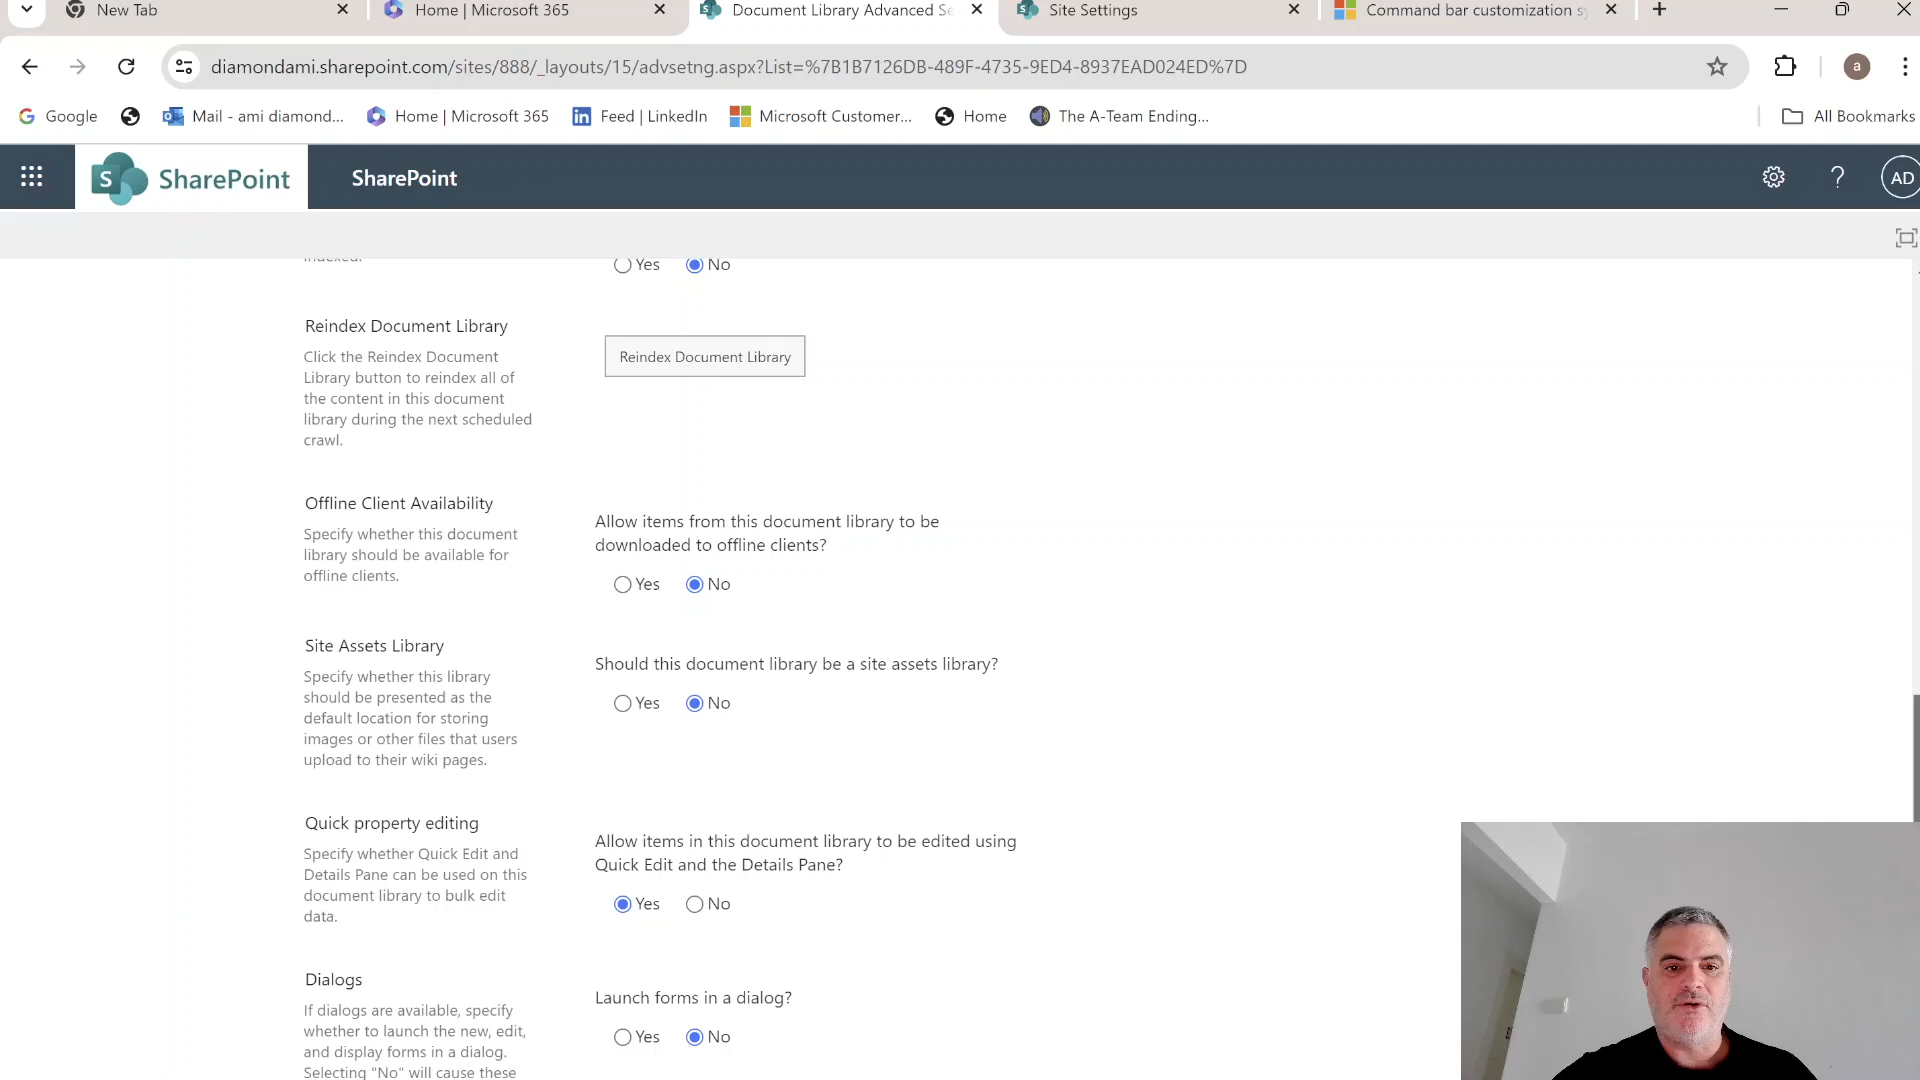 New Tab
Home | Microsoft 365
Document Library Advanced Se
Site Settings
Command bar customization sy
diamondami.sharepoint.com/sites/888/_layouts/15/advsetng.aspx?List=%7B1B7126DB-489F-4735-9ED4-8937EAD024ED%7D
a
Google
Mail - ami diamond...
Home | Microsoft 365
Feed | LinkedIn
Microsoft Customer...
Home
The A-Team Ending...
All Bookmarks
S SharePoint
SharePoint
?
AD
indexed.
Yes No
Reindex Document Library
Click the Reindex Document
Library button to reindex all of
the content in this document
library during the next scheduled
crawl.
Reindex Document Library
Offline Client Availability
Specify whether this document
library should be available for
offline clients.
Allow items from this document library to be
downloaded to offline clients?
Yes No
Site Assets Library
Specify whether this library
should be presented as the
default location for storing
images or other files that users
upload to their wiki pages.
Should this document library be a site assets library?
Yes No
Quick property editing
Specify whether Quick Edit and
Details Pane can be used on this
document library to bulk edit
data.
Allow items in this document library to be edited using
Quick Edit and the Details Pane?
Yes No
Dialogs
If dialogs are available, specify
whether to launch the new, edit,
and display forms in a dialog.
Selecting "No" will cause these
Launch forms in a dialog?
Yes No